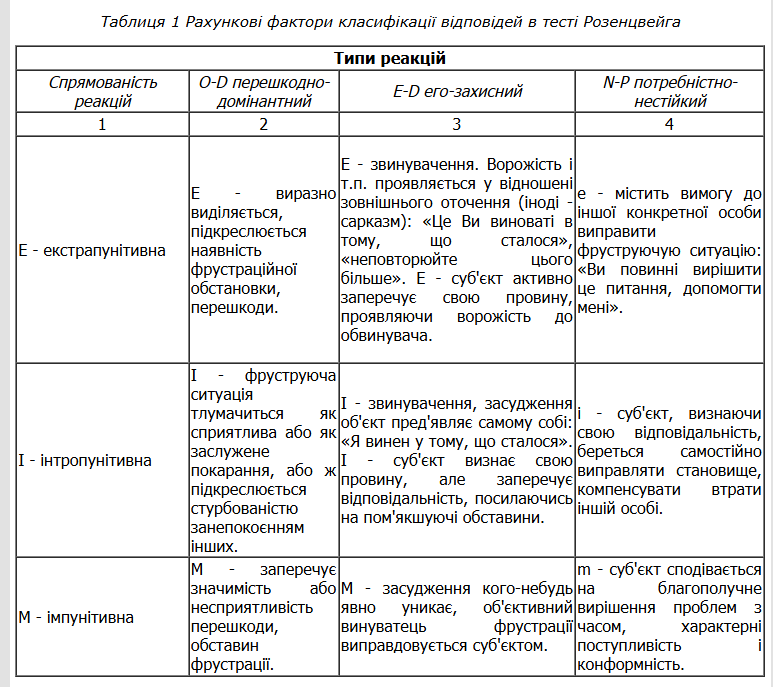 Таблиця 1 Рахункові фактори класифікації відповідей в тесті Розенцвейга
Типи реакцій
Спрямованість
реакцій
O-D перешкодно-
домінантний
E-D его-захисний
N-P потребністно-
нестійкий
1
2
3
4
E - екстрапунітивна
E - виразно
виділяється,
підкреслюється
наявність
фрустраційної
обстановки,
перешкоди.
E - звинувачення. Ворожість і
т.п. проявляється у відношені
зовнішнього оточення (іноді -
сарказм): «Це Ви виноваті в
тому, що сталося»,
«неповторюйте цього
більше». E - суб'єкт активно
заперечує свою провину,
проявляючи ворожість до
обвинувача.
e - містить вимогу до
іншої конкретної особи
виправити
фруструючую ситуацію:
«Ви повинні вирішити
це питання, допомогти
мені».
I - інтропунітивна
I - фруструюча
ситуація
тлумачиться як
сприятлива або як
заслужене
покарання, або ж
підкреслюється
стурбованістю
занепокоєнням
інших.
I - звинувачення, засудження
об'єкт пред'являє самому собі:
«Я винен у тому, що сталося».
I - суб'єкт визнає свою
провину, але заперечує
відповідальність, посилаючись
на пом'якшуючі обставини.
i - суб'єкт, визнаючи
свою відповідальність,
береться самостійно
виправляти становище,
компенсувати втрати
іншій особі.
M - імпунітивна
M - заперечує
значимість або
несприятливість
перешкоди,
обставин
фрустрації.
M - засудження кого-небудь
явно уникає, об'єктивний
винуватець фрустрації
виправдовується суб'єктом.
m - суб'єкт сподівається
на благополучне
вирішення проблем з
часом, характерні
поступливість і
конформність.